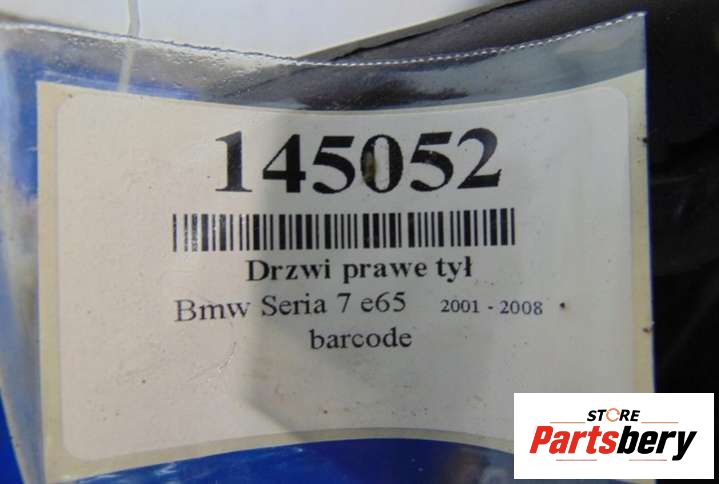 145052
Drzwi prawe tył
Bmw Seria 7 e65 2001 - 2008
barcode
STORE
Partsbery